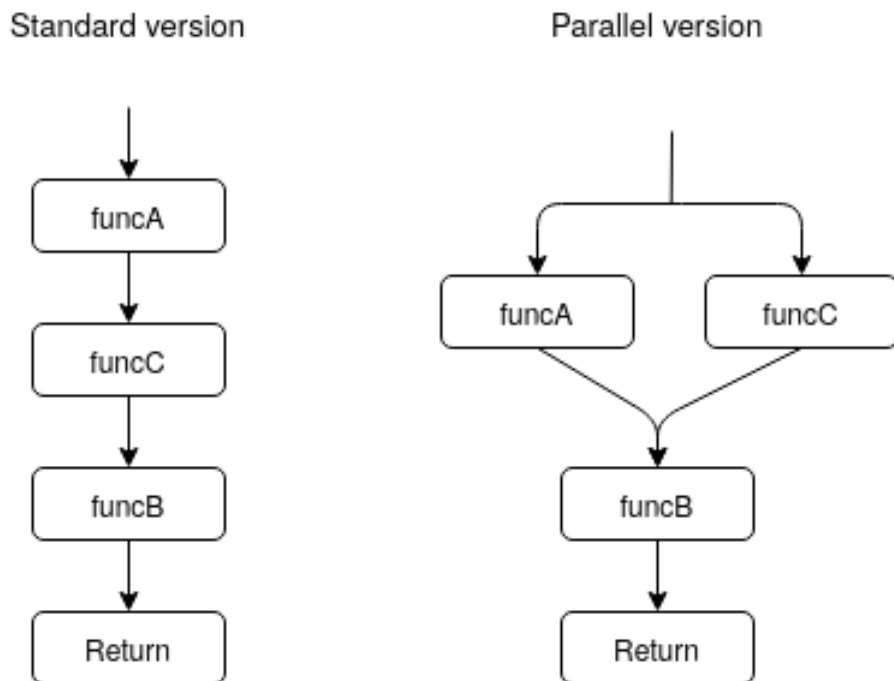 Standard version
funcA
funcC
funcB
Return
Parallel version
funcA
funcC
funcB
Return